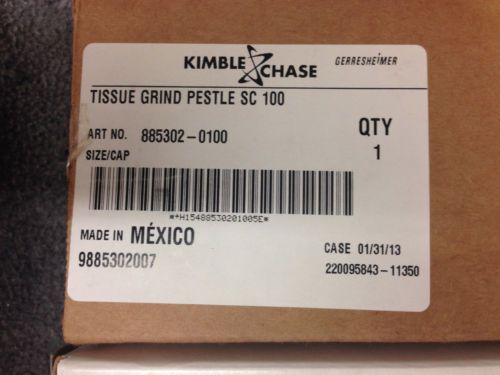 KIMBLE CHASE GERRESHEIMER
TISSUE GRIND PESTLE SC 100
ART NO. 885302-0100
QTY
1
SIZE/CAP
*+H15488530201005E*
MADE IN MÉXICO
CASE 01/31/13
9885302007
220095843-11350